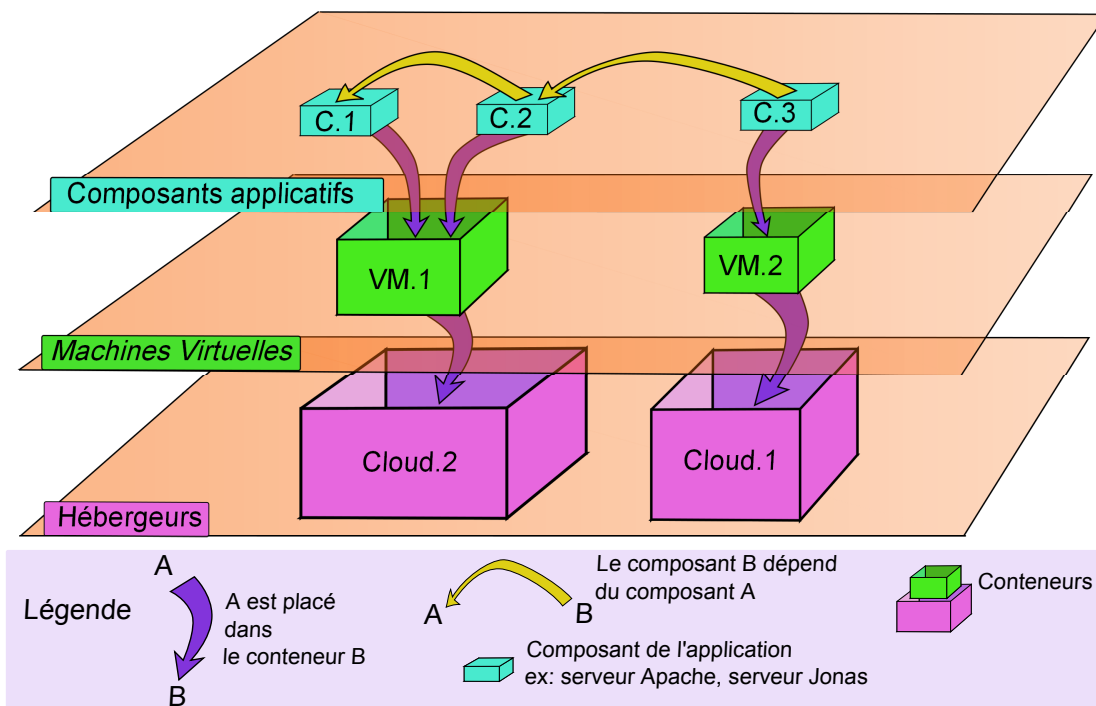 C.1
C.2
C.3
Composants applicatifs
VM.1
VM.2
Machines Virtuelles
Cloud.2
Cloud.1
Hébergeurs
Légende
A
A est placé
dans
le conteneur B
B
A
B
Le composant B dépend
du composant A
Composant de l'application
ex: serveur Apache, serveur Jonas
Conteneurs